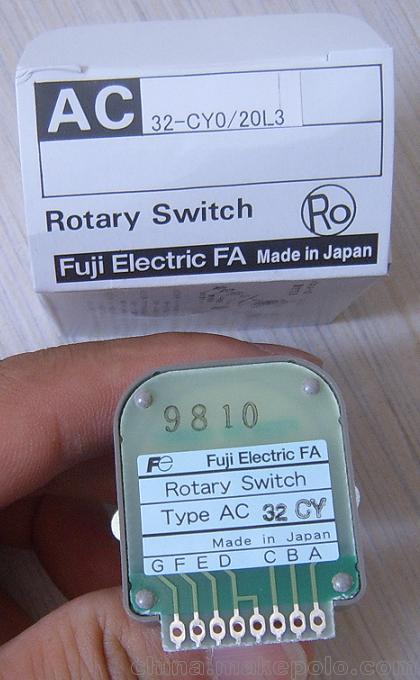 AC
32-CY0/20L3
Rotary Switch
Ro
Fuji Electric FA Made in Japan
9810
Fe Fuji Electric FA
Rotary Switch
Type AC 32 CY
Made in Japan
G F E D C B A
china.makepolo.com